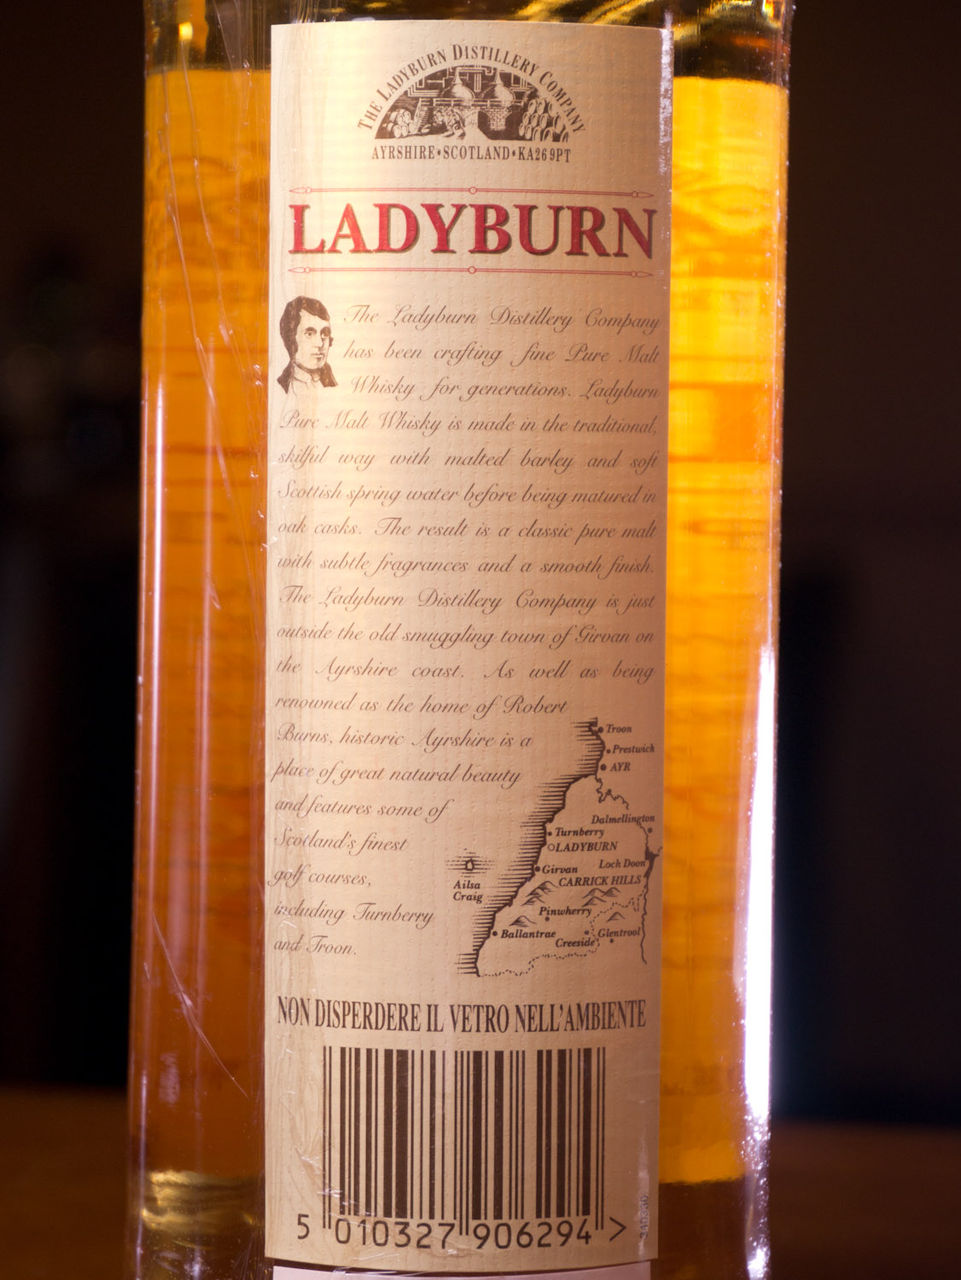 THE LADYBURN DISTILLERY COMPANY
AYRSHIRE•SCOTLAND•KA26 9PT
LADYBURN
The Ladyburn Distillery Company
has been crafting fine Pure Malt
Whisky for generations. Ladyburn
Pure Malt Whisky is made in the traditional,
skilful way with malted barley and soft
Scottish spring water before being matured in
oak casks. The result is a classic pure malt
with subtle fragrances and a smooth finish.
The Ladyburn Distillery Company is just
outside the old smuggling town of Girvan on
the Ayrshire coast. As well as being
renowned as the home of Robert
Burns, historic Ayrshire is a
place of great natural beauty
and features some of
Scotland's finest
golf courses,
including Turnberry
and Troon.
Troon
Prestwich
AYR
Dalmellington
Turnberry
LADYBURN
Loch Doon
Girvan
CARRICK HILLS
Ailsa
Craig
Pinwherry
Ballantrae
Glentrool
Creeside
NON DISPERDERE IL VETRO NELL'AMBIENTE
5 010327 906294 >